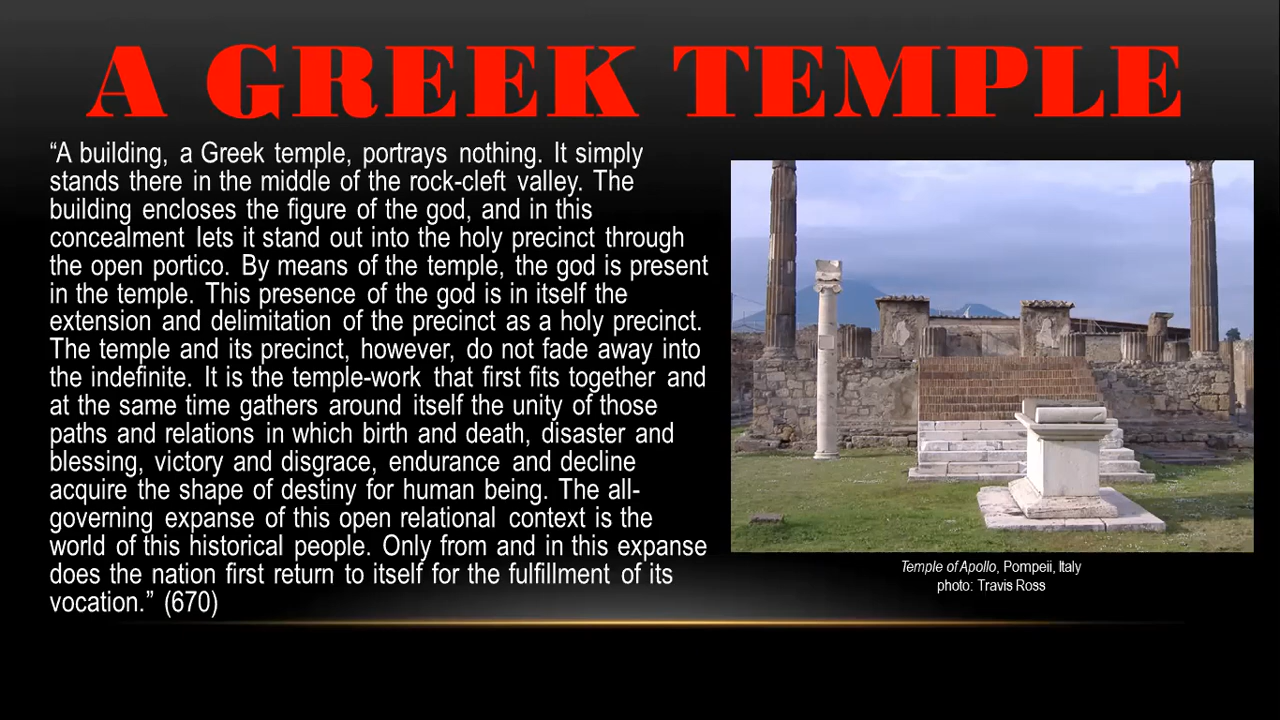 A GREEK TEMPLE
“A building, a Greek temple, portrays nothing. It simply
stands there in the middle of the rock-cleft valley. The
building encloses the figure of the god, and in this
concealment lets it stand out into the holy precinct through
the open portico. By means of the temple, the god is present
in the temple. This presence of the god is in itself the
extension and delimitation of the precinct as a holy precinct.
The temple and its precinct, however, do not fade away into
the indefinite. It is the temple-work that first fits together and
at the same time gathers around itself the unity of those
paths and relations in which birth and death, disaster and
blessing, victory and disgrace, endurance and decline
acquire the shape of destiny for human being. The all-
governing expanse of this open relational context is the
world of this historical people. Only from and in this expanse
does the nation first return to itself for the fulfillment of its
vocation.” (670)
Temple of Apollo, Pompeii, Italy
photo: Travis Ross